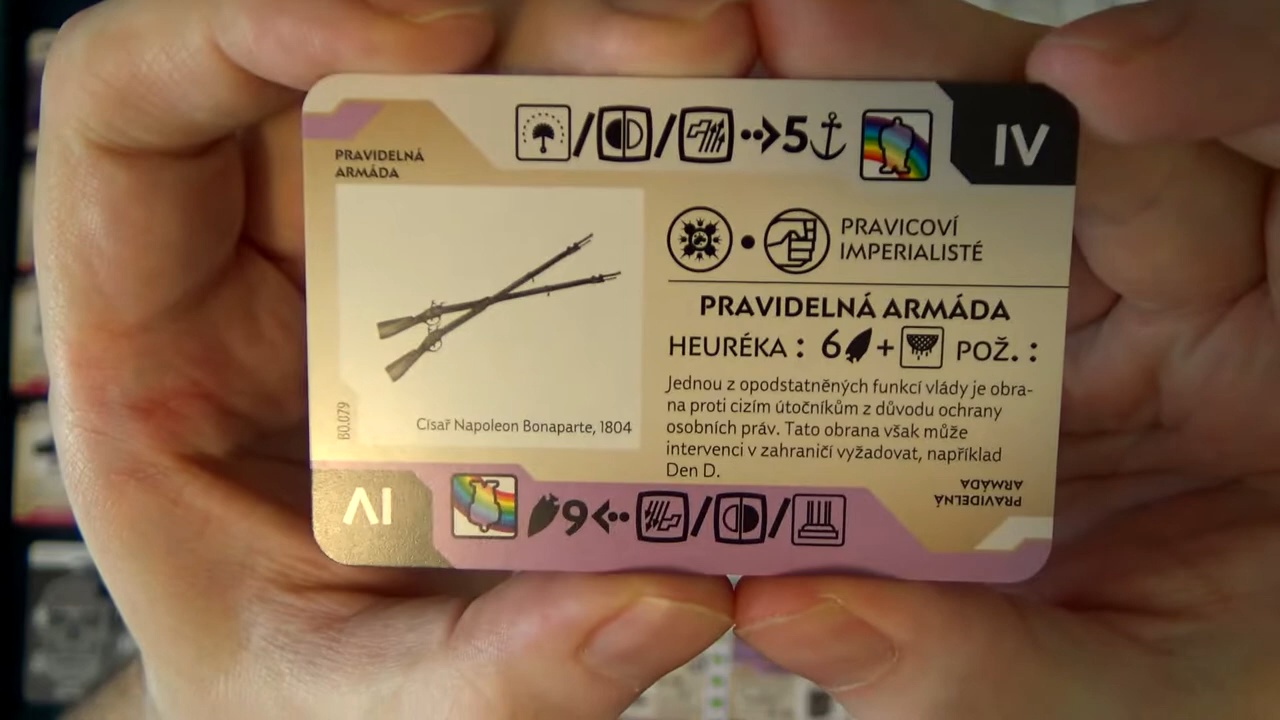 5
IV
PRAVIDELNÁ
ARMÁDA
PRAVICOVÍ
IMPERIALISTÉ
PRAVIDELNÁ ARMÁDA
HEURÉKA : 6 + POŽ. :
Jednou z opodstatněných funkcí vlády je obra-
na proti cizím útočníkům z důvodu ochrany
osobních práv. Tato obrana však může
intervenci v zahraničí vyžadovat, například
Den D.
Císař Napoleon Bonaparte, 1804
B0.079
PRAVIDELNÁ
ARMÁDA
6
VI